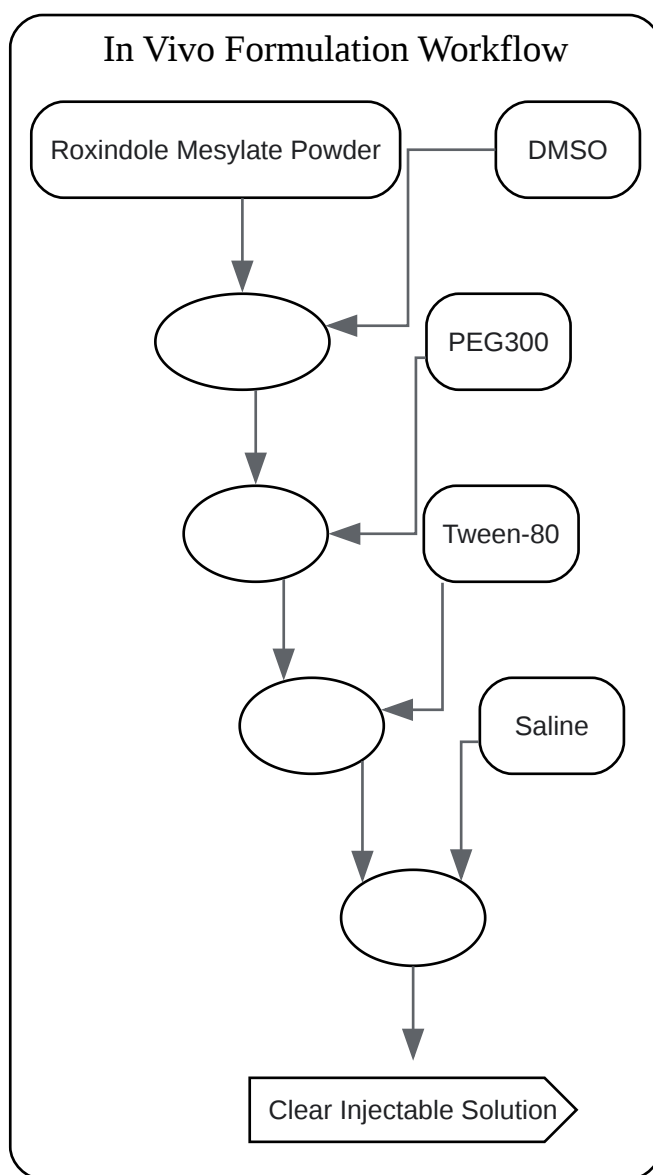 In Vivo Formulation Workflow
Roxindole Mesylate Powder
DMSO
PEG300
Tween-80
Saline
Clear Injectable Solution